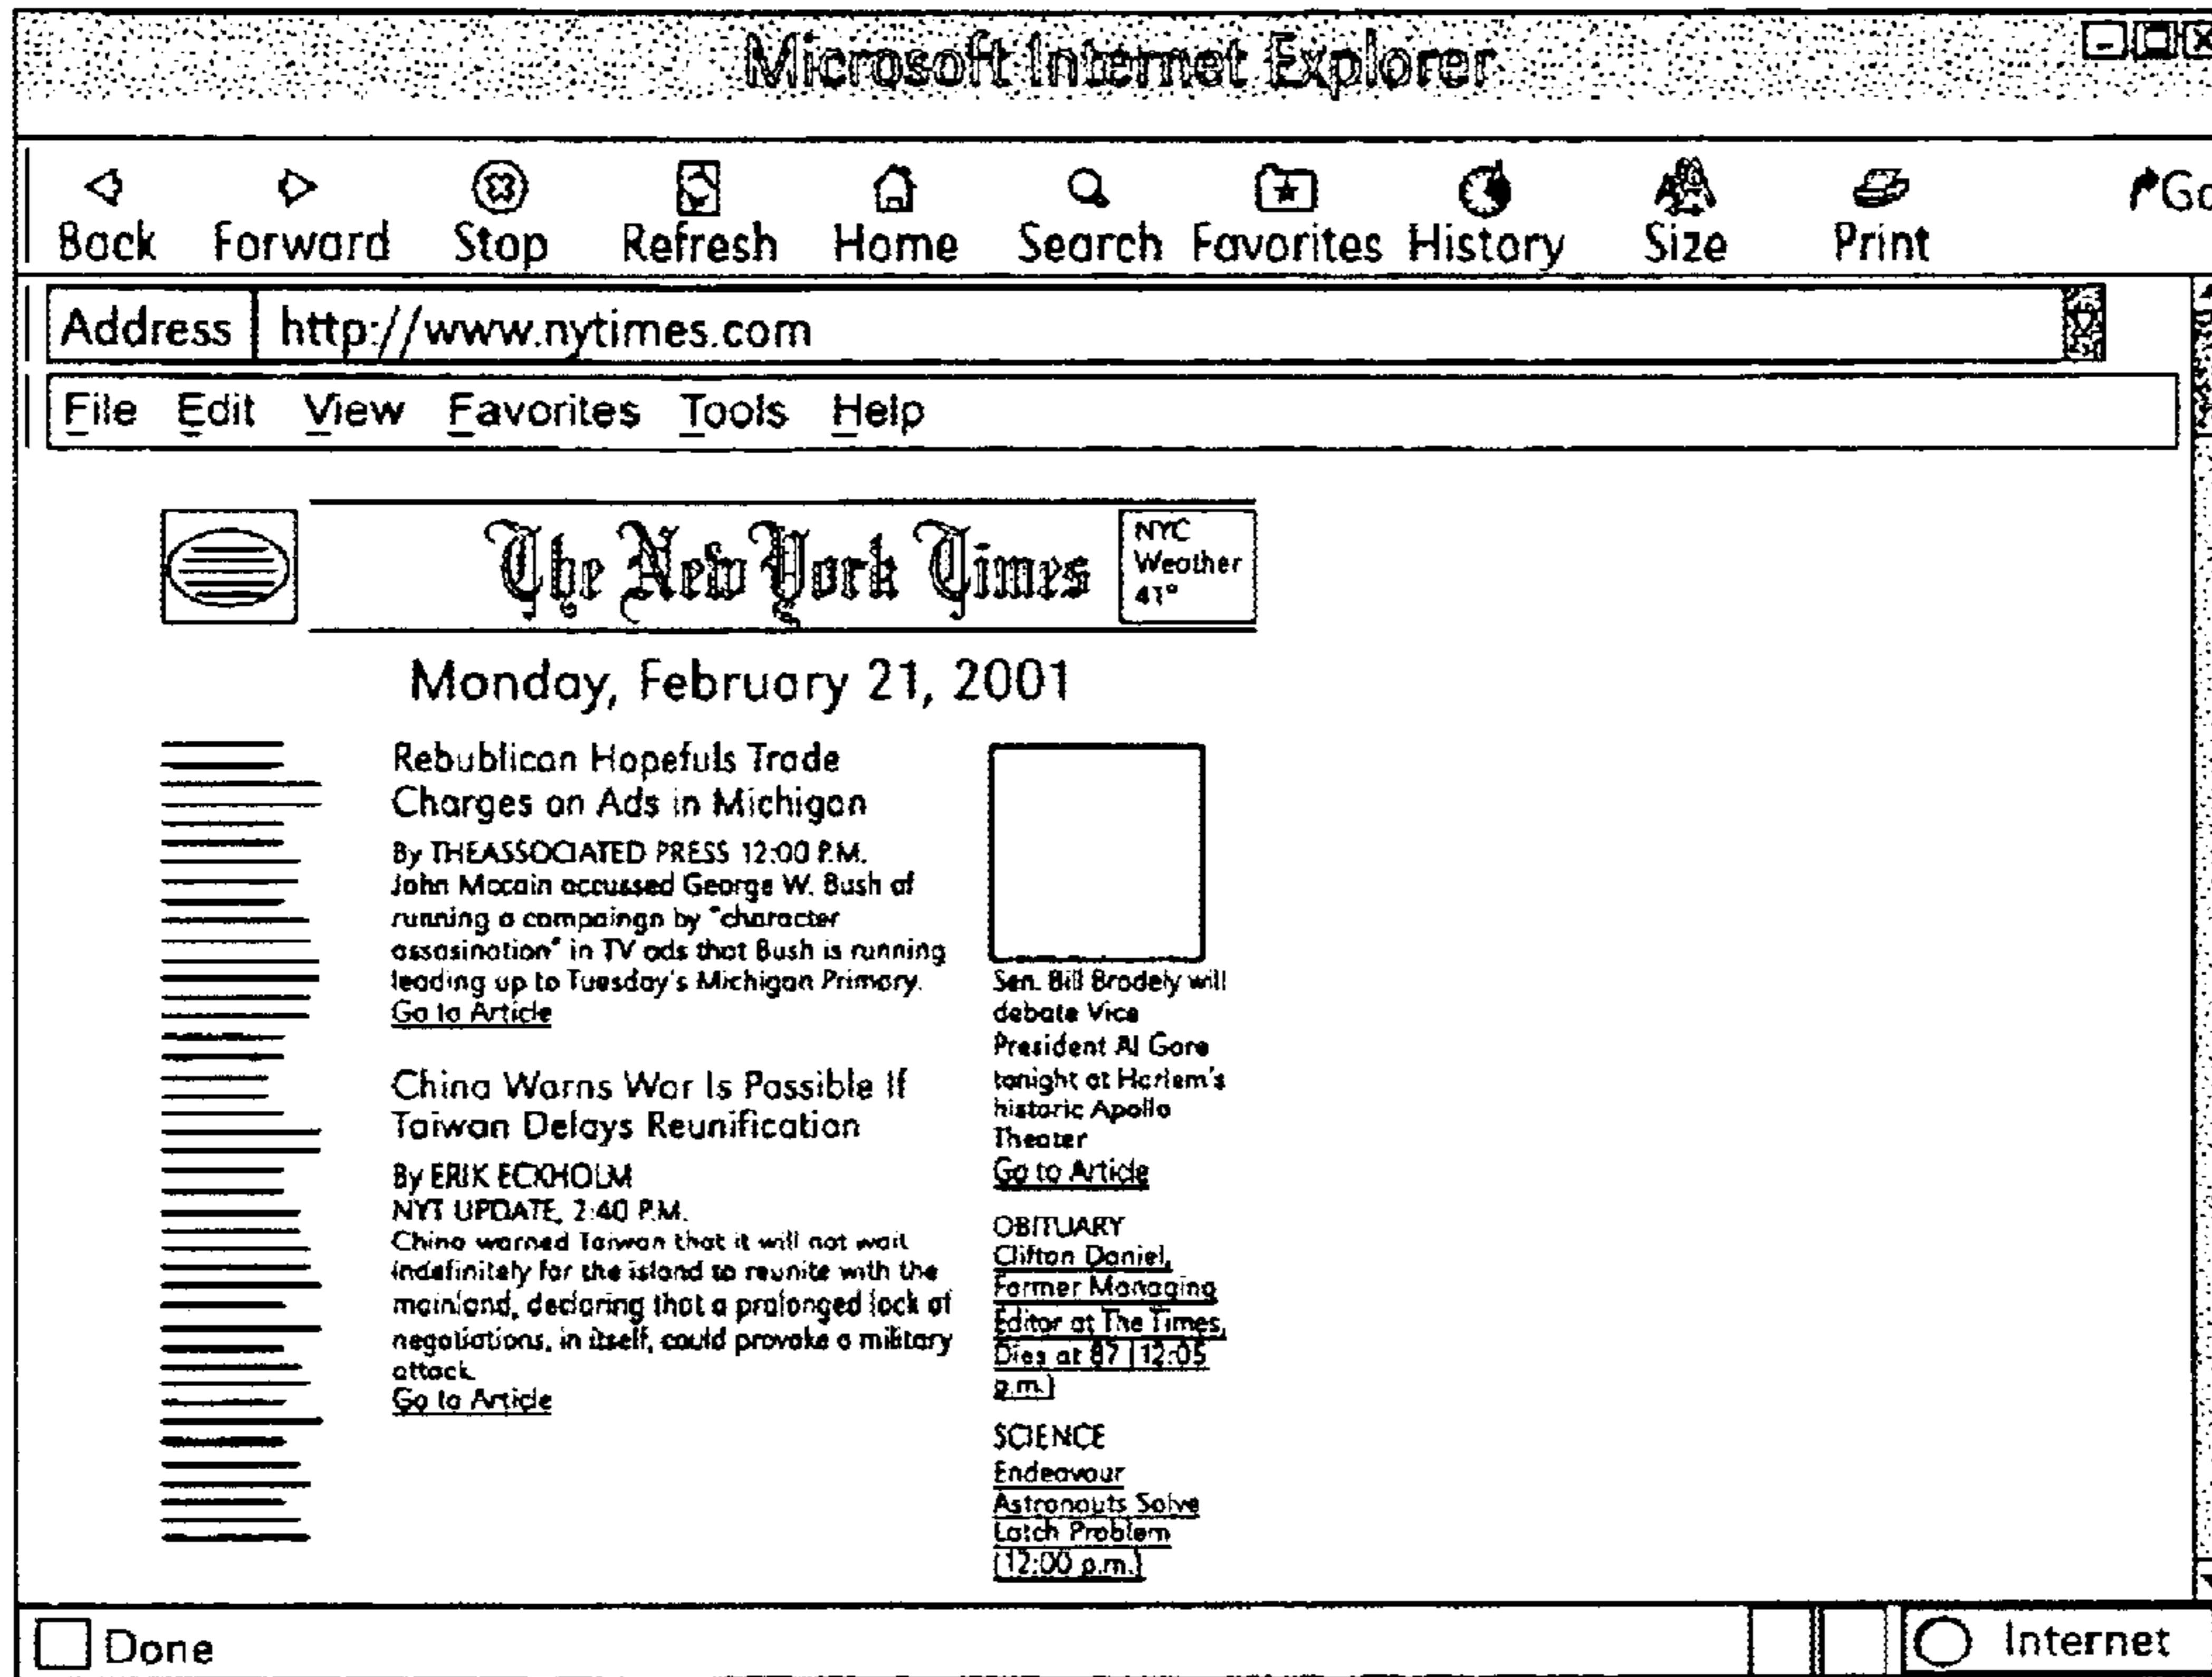 Microsoft Internet Explorer
Back Forward Stop Refresh Home Search Favorites History Size Print Go
Address http://www.nytimes.com
File Edit View Favorites Tools Help
The New York Times
NYC
Weather
41°
Monday, February 21, 2001
Rebublican Hopefuls Trade
Charges on Ads in Michigan
By THEASSOCIATED PRESS 12:00 P.M.
John Mccain accussed George W. Bush of
running a campaingn by "character
assasination" in TV ads that Bush is running
leading up to Tuesday's Michigan Primary.
Go to Article
China Warns War Is Possible If
Taiwan Delays Reunification
By ERIK ECKHOLM
NYT UPDATE, 2:40 P.M.
China warned Taiwan that it will not wait
indefinitely for the island to reunite with the
mainland, declaring that a prolonged lack of
negotiations, in itself, could provoke a military
attack.
Go to Article
Sen. Bill Bradely will
debate Vice
President Al Gore
tonight at Harlem's
historic Apollo
Theater
Go to Article
OBITUARY
Clifton Daniel,
Former Managing
Editor at The Times,
Dies at 87 (12:05
p.m.)
SCIENCE
Endeavour
Astronauts Solve
Latch Problem
(12:00 p.m.)
Done
Internet